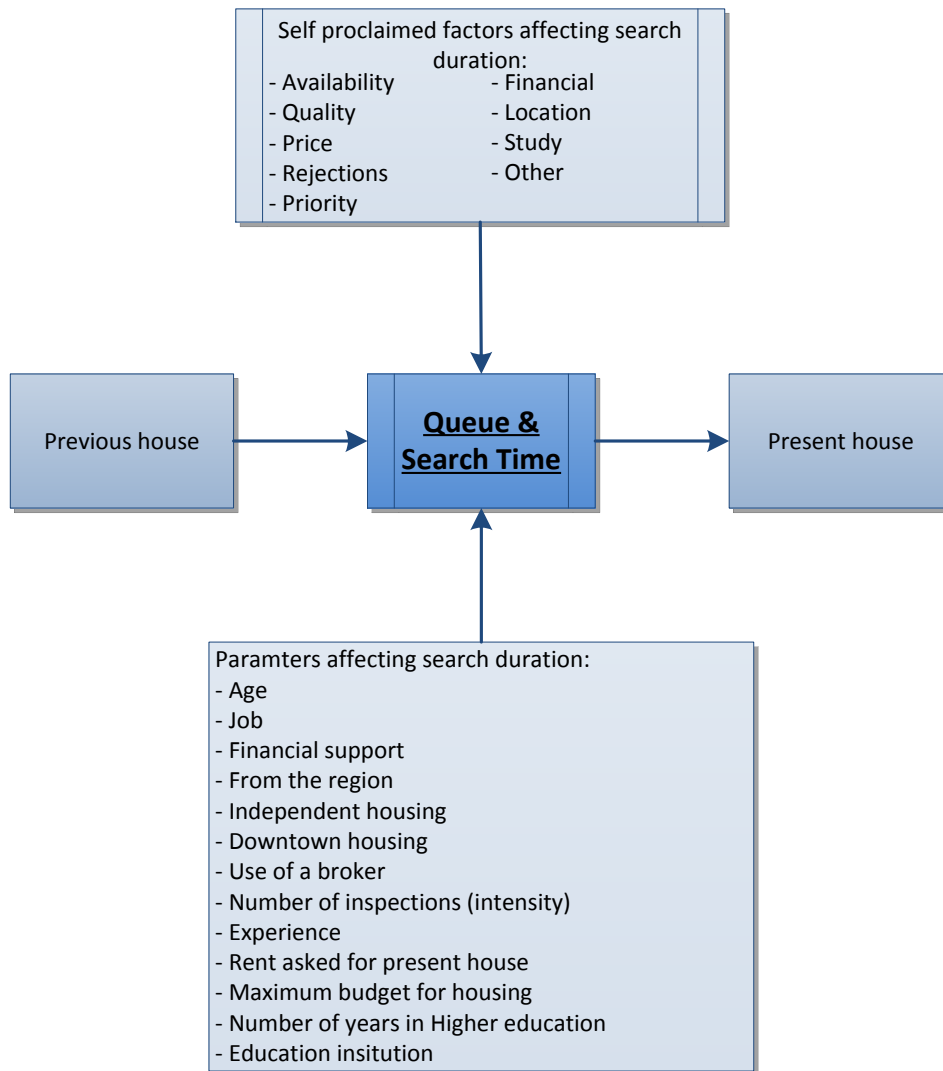 Self proclaimed factors affecting search
duration:
- Availability
- Quality
- Price
- Rejections
- Priority
- Financial
- Location
- Study
- Other
Previous house
Queue &
Search Time
Present house
Paramters affecting search duration:
- Age
- Job
- Financial support
- From the region
- Independent housing
- Downtown housing
- Use of a broker
- Number of inspections (intensity)
- Experience
- Rent asked for present house
- Maximum budget for housing
- Number of years in Higher education
- Education insitution